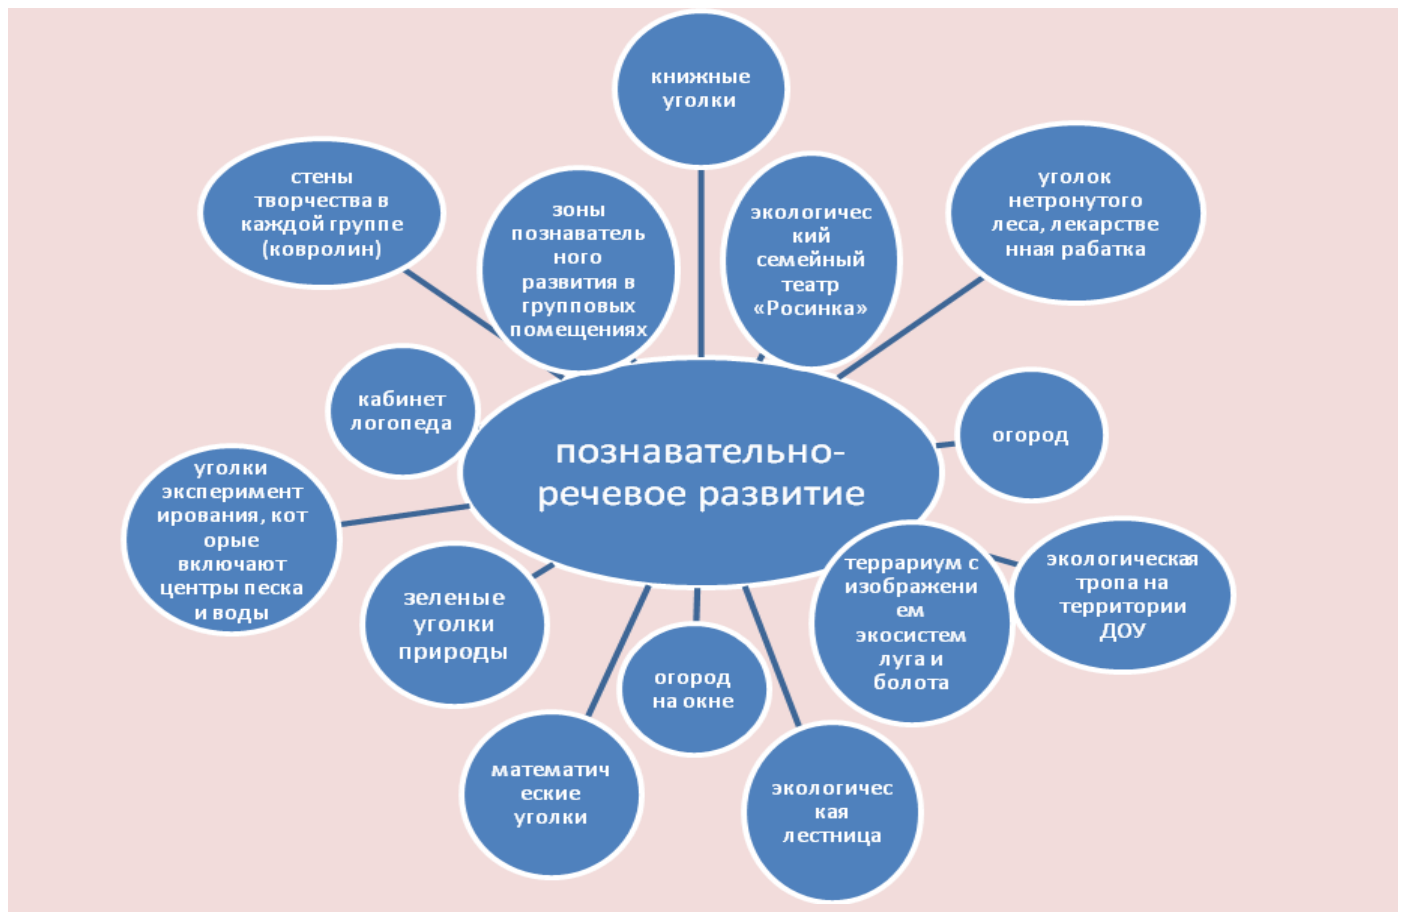 книжные
уголки
стены
творчества в
каждой группе
(ковролин)
зоны
познаватель
ного
развития в
групповых
помещениях
экологичес
кий
семейный
театр
«Росинка»
уголок
нетронутого
леса, лекарстве
нная рабатка
кабинет
логопеда
огород
познавательно-
речевое развитие
уголки
эксперимент
ирования, кот
орые
включают
центры песка
и воды
зеленые
уголки
природы
террариум с
изображени
ем
экосистем
луга и
болота
экологическая
тропа на
территории
ДОУ
огород
на окне
математич
еские
уголки
экологичес
кая
лестница